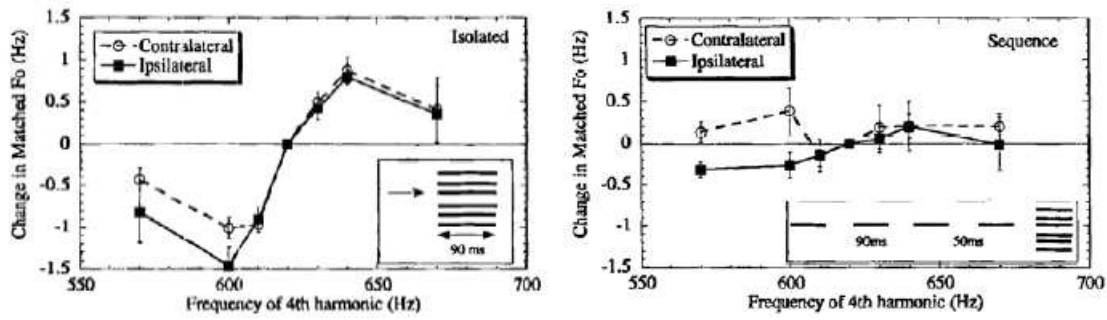 Change in Matched Fo (Hz)
1.5
1
0.5
0
-0.5
-1
-1.5
Contralateral
Ipsilateral
Isolated
90 ms
550
600
650
700
Frequency of 4th harmonic (Hz)
Change in Matched Fo (Hz)
1.5
1
0.5
0
-0.5
-1
-1.5
Contralateral
Ipsilateral
Sequence
90ms
50ms
550
600
650
700
Frequency of 4th harmonic (Hz)